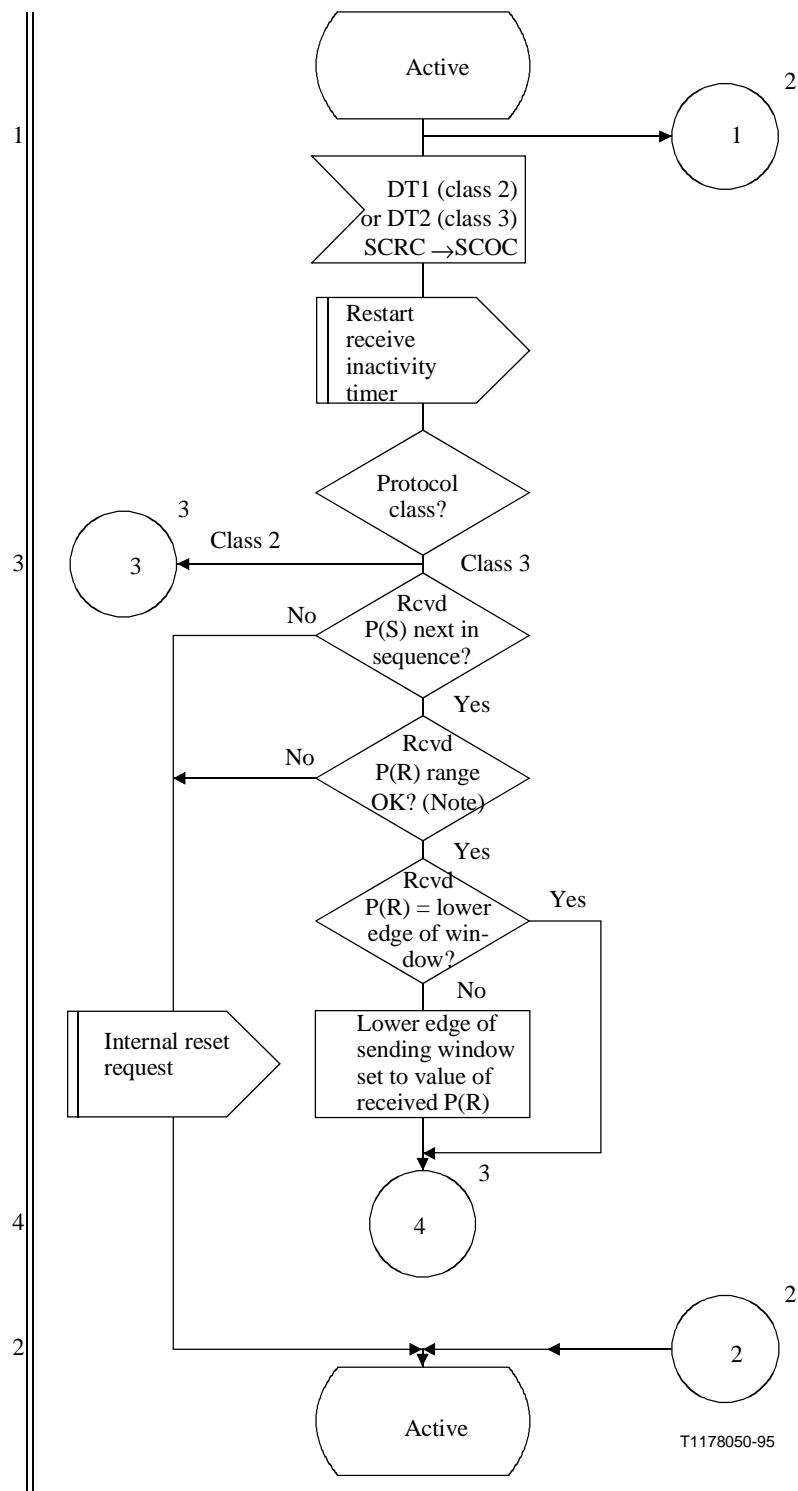 Active
2
1
1
DT1 (class 2)
or DT2 (class 3)
SCRC →SCOC
Restart
receive
inactivity
timer
Protocol
class?
3
Class 2
3
3
Class 3
Rcvd
P(S) next in
sequence?
No
Yes
Rcvd
P(R) range
OK? (Note)
No
Yes
Rcvd
P(R) = lower
edge of win-
dow?
Yes
No
Internal reset
request
Lower edge of
sending window
set to value of
received P(R)
3
4
4
2
2
2
Active
T1178050-95